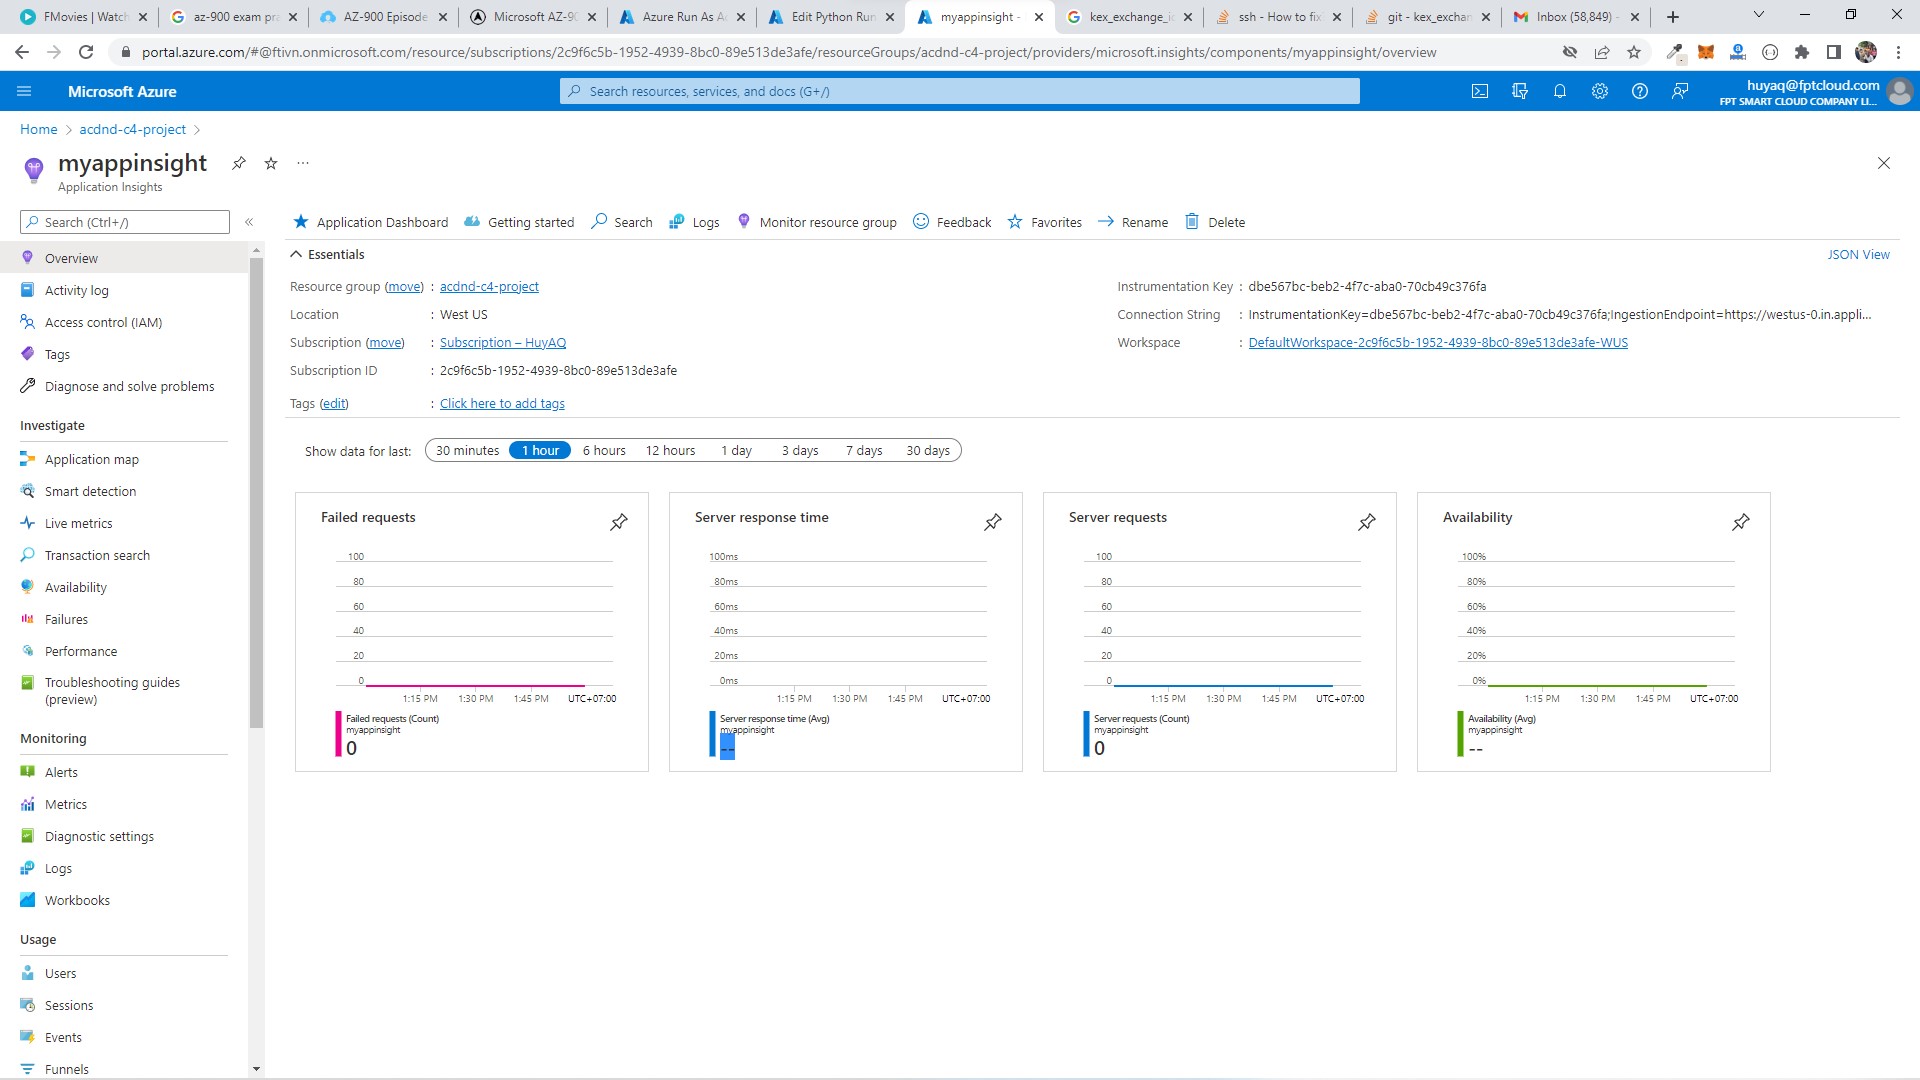 FMovies | Watch
az-900 exam pra
AZ-900 Episode
Microsoft AZ-90
Azure Run As A
Edit Python Run
myappinsight -
kex_exchange_i
ssh - How to fix
git - kex_exchan
Inbox (58,849) -
portal.azure.com/#@ftivn.onmicrosoft.com/resource/subscriptions/2c9f6c5b-1952-4939-8bc0-89e513de3afe/resourceGroups/acdnd-c4-project/providers/microsoft.insights/components/myappinsight/overview
Microsoft Azure
Search resources, services, and docs (G+/)
huyaq@fptcloud.com
FPT SMART CLOUD COMPANY LI...
Home > acdnd-c4-project >
myappinsight
Application Insights
Search (Ctrl+/)
Overview
Activity log
Access control (IAM)
Tags
Diagnose and solve problems
Investigate
Application map
Smart detection
Live metrics
Transaction search
Availability
Failures
Performance
Troubleshooting guides
(preview)
Monitoring
Alerts
Metrics
Diagnostic settings
Logs
Workbooks
Usage
Users
Sessions
Events
Funnels
Application Dashboard
Getting started
Search
Logs
Monitor resource group
Feedback
Favorites
Rename
Delete
Essentials
JSON View
Resource group (move) : acdnd-c4-project
Location : West US
Subscription (move) : Subscription – HuyAQ
Subscription ID : 2c9f6c5b-1952-4939-8bc0-89e513de3afe
Tags (edit) : Click here to add tags
Instrumentation Key : dbe567bc-beb2-4f7c-aba0-70cb49c376fa
Connection String : InstrumentationKey=dbe567bc-beb2-4f7c-aba0-70cb49c376fa;IngestionEndpoint=https://westus-0.in.appli...
Workspace : DefaultWorkspace-2c9f6c5b-1952-4939-8bc0-89e513de3afe-WUS
Show data for last: 30 minutes 1 hour 6 hours 12 hours 1 day 3 days 7 days 30 days
Failed requests
100
80
60
40
20
0
1:15 PM 1:30 PM 1:45 PM UTC+07:00
Failed requests (Count)
myappinsight
0
Server response time
100ms
80ms
60ms
40ms
20ms
0ms
1:15 PM 1:30 PM 1:45 PM UTC+07:00
Server response time (Avg)
myappinsight
--
Server requests
100
80
60
40
20
0
1:15 PM 1:30 PM 1:45 PM UTC+07:00
Server requests (Count)
myappinsight
0
Availability
100%
80%
60%
40%
20%
0%
1:15 PM 1:30 PM 1:45 PM UTC+07:00
Availability (Avg)
myappinsight
--